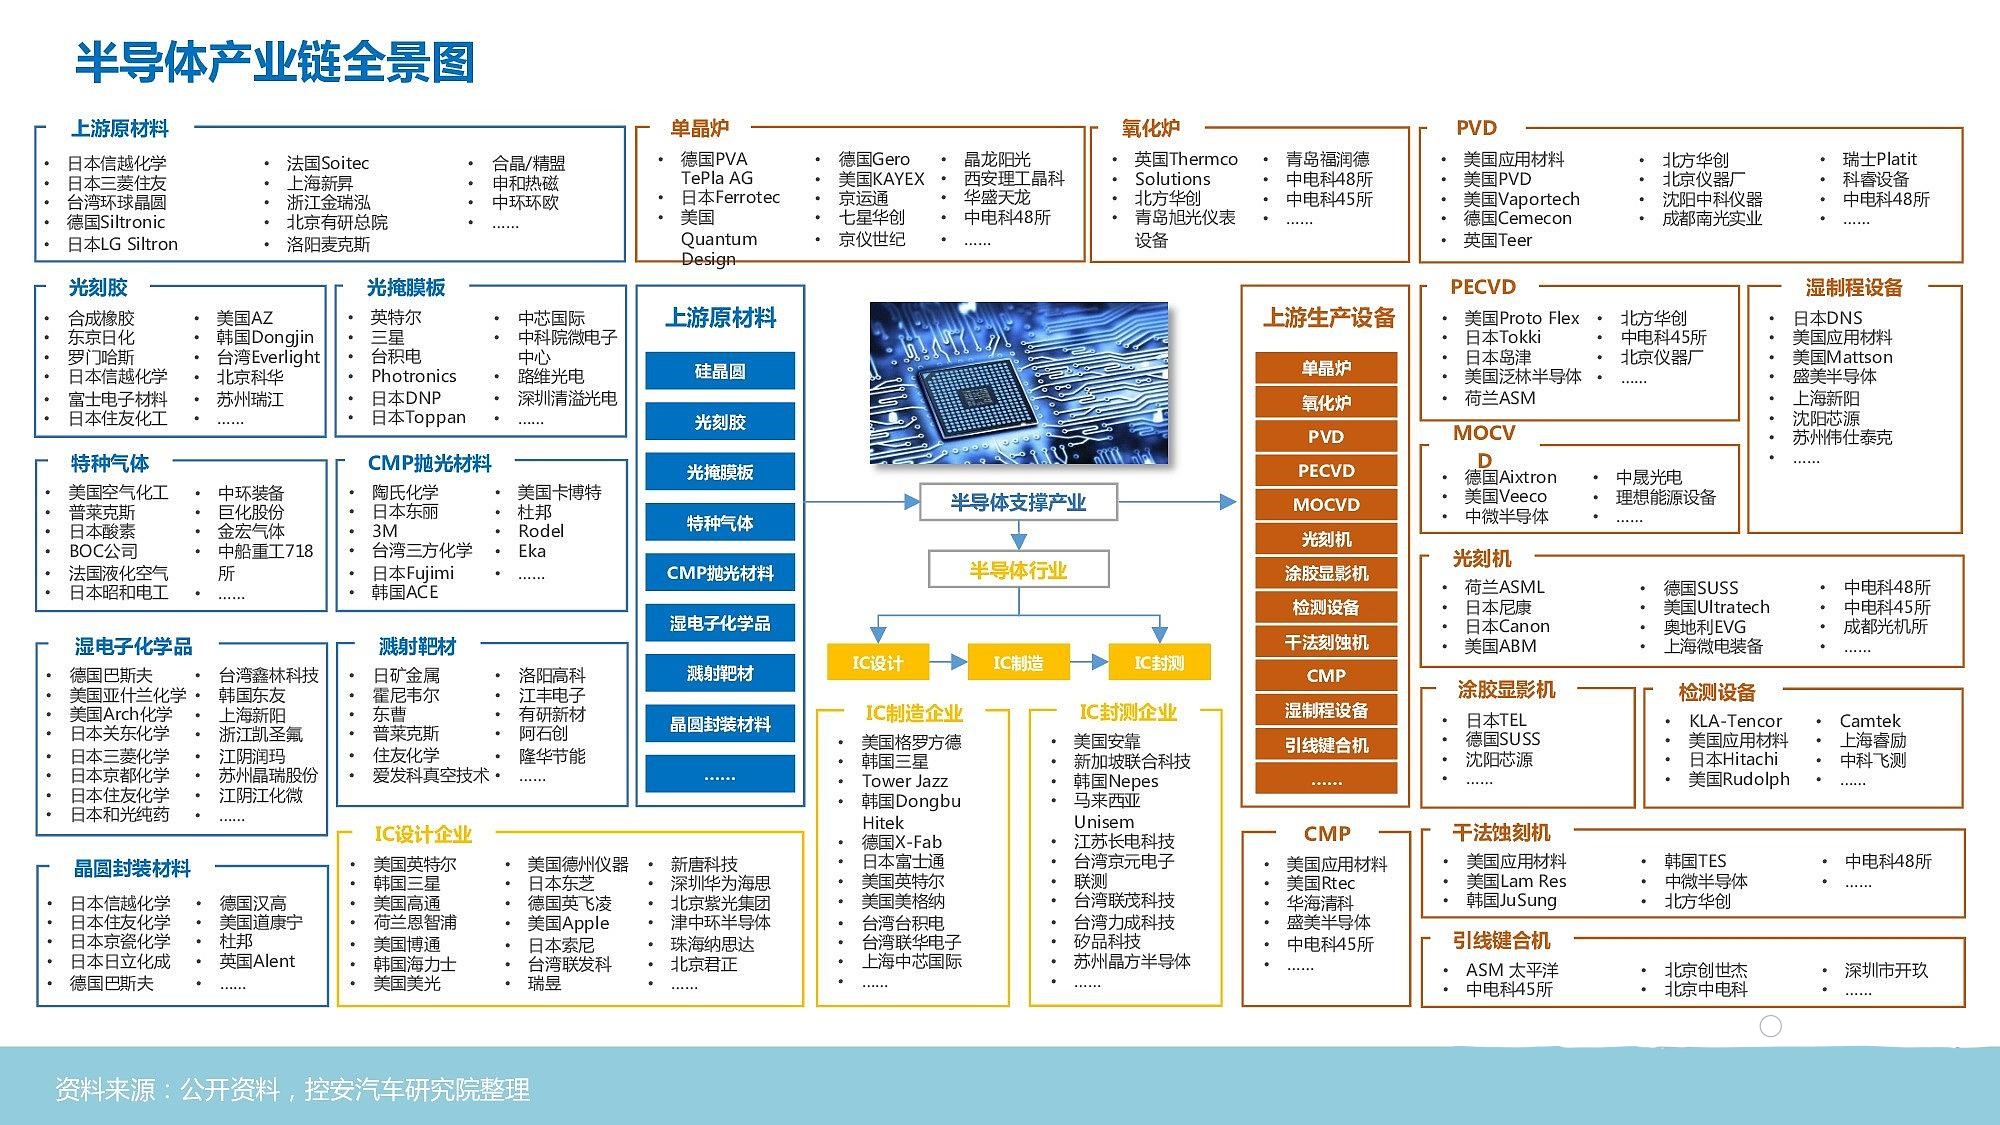 半导体产业链全景图
上游原材料
• 日本信越化学
• 日本三菱住友
• 台湾环球晶圆
• 德国Siltronic
• 日本LG Siltron
• 法国Soitec
• 上海新昇
• 浙江金瑞泓
• 北京有研总院
• 洛阳麦克斯
• 合晶/精盟
• 申和热磁
• 中环环欧
• ……
单晶炉
• 德国PVA
TePla AG
• 日本Ferrotec
• 美国
Quantum
Design
• 德国Gero
• 美国KAYEX
• 京运通
• 七星华创
• 京仪世纪
• 晶龙阳光
• 西安理工晶科
• 华盛天龙
• 中电科48所
• ……
氧化炉
• 英国Thermco
• Solutions
• 北方华创
• 青岛旭光仪表
设备
• 青岛福润德
• 中电科48所
• 中电科45所
• ……
PVD
• 美国应用材料
• 美国PVD
• 美国Vaportech
• 德国Cemecon
• 英国Teer
• 北方华创
• 北京仪器厂
• 沈阳中科仪器
• 成都南光实业
• 瑞士Platit
• 科睿设备
• 中电科48所
• ……
光刻胶
• 合成橡胶
• 东京日化
• 罗门哈斯
• 日本信越化学
• 富士电子材料
• 日本住友化工
• 美国AZ
• 韩国Dongjin
• 台湾Everlight
• 北京科华
• 苏州瑞江
• ……
光掩膜板
• 英特尔
• 三星
• 台积电
• Photronics
• 日本DNP
• 日本Toppan
• 中芯国际
• 中科院微电子
中心
• 路维光电
• 深圳清溢光电
• ……
上游原材料
硅晶圆
光刻胶
光掩膜板
特种气体
CMP抛光材料
湿电子化学品
溅射靶材
晶圆封装材料
……
半导体支撑产业
半导体行业
IC设计
IC制造
IC封测
上游生产设备
单晶炉
氧化炉
PVD
PECVD
MOCVD
光刻机
涂胶显影机
检测设备
干法刻蚀机
CMP
湿制程设备
引线键合机
……
PECVD
• 美国Proto Flex
• 日本Tokki
• 日本岛津
• 美国泛林半导体
• 荷兰ASM
• 北方华创
• 中电科45所
• 北京仪器厂
• ……
湿制程设备
• 日本DNS
• 美国应用材料
• 美国Mattson
• 盛美半导体
• 上海新阳
• 沈阳芯源
• 苏州伟仕泰克
• ……
MOCV
D
• 德国Aixtron
• 美国Veeco
• 中微半导体
• 中晟光电
• 理想能源设备
• ……
特种气体
• 美国空气化工
• 普莱克斯
• 日本酸素
• BOC公司
• 法国液化空气
• 日本昭和电工
• 中环装备
• 巨化股份
• 金宏气体
• 中船重工718
所
• ……
CMP抛光材料
• 陶氏化学
• 日本东丽
• 3M
• 台湾三方化学
• 日本Fujimi
• 韩国ACE
• 美国卡博特
• 杜邦
• Rodel
• Eka
• ……
光刻机
• 荷兰ASML
• 日本尼康
• 日本Canon
• 美国ABM
• 德国SUSS
• 美国Ultratech
• 奥地利EVG
• 上海微电装备
• 中电科48所
• 中电科45所
• 成都光机所
• ……
湿电子化学品
• 德国巴斯夫
• 美国亚什兰化学
• 美国Arch化学
• 日本关东化学
• 日本三菱化学
• 日本京都化学
• 日本住友化学
• 日本和光纯药
• 台湾鑫林科技
• 韩国东友
• 上海新阳
• 浙江凯圣氟
• 江阴润玛
• 苏州晶瑞股份
• 江阴江化微
• ……
溅射靶材
• 日矿金属
• 霍尼韦尔
• 东曹
• 普莱克斯
• 住友化学
• 爱发科真空技术
• 洛阳高科
• 江丰电子
• 有研新材
• 阿石创
• 隆华节能
• ……
涂胶显影机
• 日本TEL
• 德国SUSS
• 沈阳芯源
• ……
检测设备
• KLA-Tencor
• 美国应用材料
• 日本Hitachi
• 美国Rudolph
• Camtek
• 上海睿励
• 中科飞测
• ……
IC制造企业
• 美国格罗方德
• 韩国三星
• Tower Jazz
• 韩国Dongbu
Hitek
• 德国X-Fab
• 日本富士通
• 美国英特尔
• 美国美格纳
• 台湾台积电
• 台湾联华电子
• 上海中芯国际
• ……
IC封测企业
• 美国安靠
• 新加坡联合科技
• 韩国Nepes
• 马来西亚
Unisem
• 江苏长电科技
• 台湾京元电子
• 联测
• 台湾联茂科技
• 台湾力成科技
• 矽品科技
• 苏州晶方半导体
• ……
晶圆封装材料
• 日本信越化学
• 日本住友化学
• 日本京瓷化学
• 日本日立化成
• 德国巴斯夫
• 德国汉高
• 美国道康宁
• 杜邦
• 英国Alent
• ……
IC设计企业
• 美国英特尔
• 韩国三星
• 美国高通
• 荷兰恩智浦
• 美国博通
• 韩国海力士
• 美国美光
• 美国德州仪器
• 日本东芝
• 德国英飞凌
• 美国Apple
• 日本索尼
• 台湾联发科
• 瑞昱
• 新唐科技
• 深圳华为海思
• 北京紫光集团
• 津中环半导体
• 珠海纳思达
• 北京君正
• ……
CMP
• 美国应用材料
• 美国Rtec
• 华海清科
• 盛美半导体
• 中电科45所
• ……
干法蚀刻机
• 美国应用材料
• 美国Lam Res
• 韩国JuSung
• 韩国TES
• 中微半导体
• 北方华创
• 中电科48所
• ……
引线键合机
• ASM 太平洋
• 中电科45所
• 北京创世杰
• 北京中电科
• 深圳市开玖
• ……
资料来源：公开资料，控安汽车研究院整理